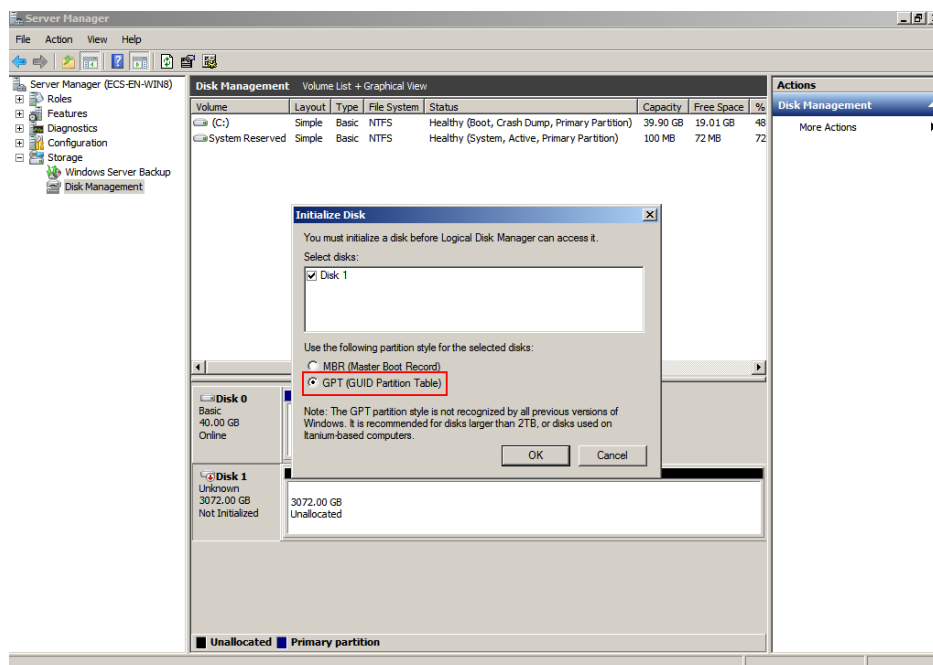 Server Manager
File Action View Help
Server Manager (ECS-EN-WIN8)
Roles
Features
Diagnostics
Configuration
Storage
Windows Server Backup
Disk Management
Disk Management Volume List + Graphical View
Volume Layout Type File System Status Capacity Free Space %
(C:) Simple Basic NTFS Healthy (Boot, Crash Dump, Primary Partition) 39.90 GB 19.01 GB 48
System Reserved Simple Basic NTFS Healthy (System, Active, Primary Partition) 100 MB 72 MB 72
Actions
Disk Management
More Actions
Initialize Disk
You must initialize a disk before Logical Disk Manager can access it.
Select disks:
Disk 1
Use the following partition style for the selected disks:
MBR (Master Boot Record)
GPT (GUID Partition Table)
Note: The GPT partition style is not recognized by all previous versions of
Windows. It is recommended for disks larger than 2TB, or disks used on
Itanium-based computers.
OK Cancel
Disk 0
Basic
40.00 GB
Online
Disk 1
Unknown
3072.00 GB
Not Initialized
3072.00 GB
Unallocated
Unallocated Primary partition